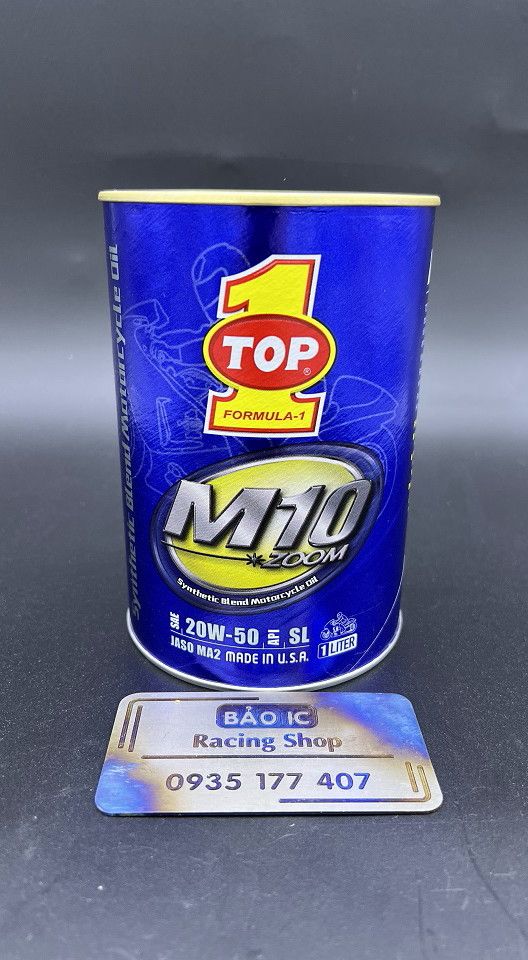 1
TOP®
FORMULA-1
M10
ZOOM
Synthetic Blend Motorcycle Oil
SAE 20W-50 API SL
JASO MA2 MADE IN U.S.A. 1 LITER
Synthetic Blend Motorcycle Oil
BẢO IC
Racing Shop
0935 177 407